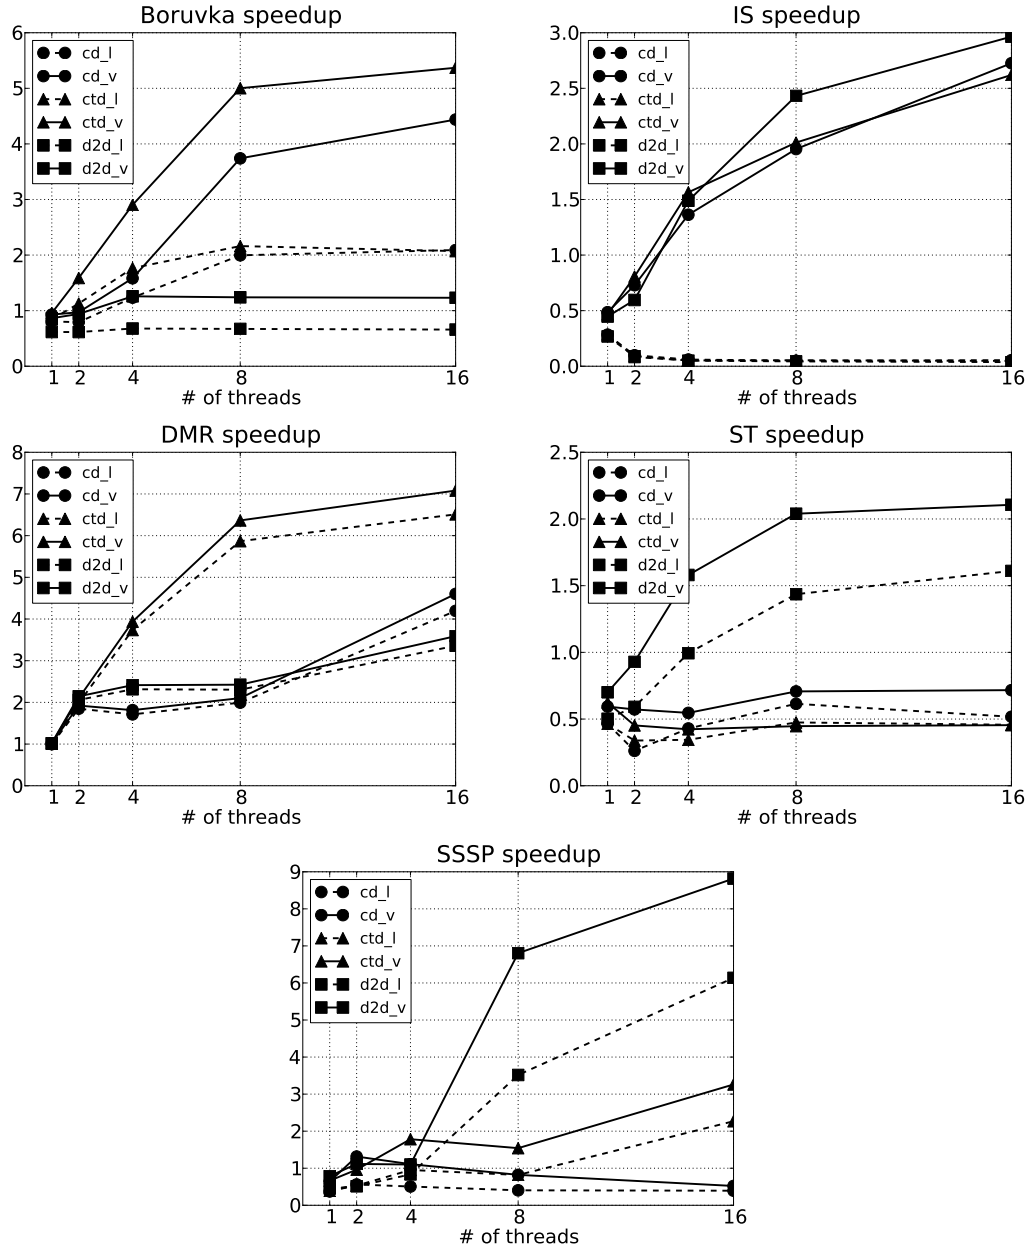 Boruvka speedup
6
5
4
3
2
1
0
cd_l
cd_v
ctd_l
ctd_v
d2d_l
d2d_v
1 2 4 8 16
# of threads
IS speedup
3.0
2.5
2.0
1.5
1.0
0.5
0.0
cd_l
cd_v
ctd_l
ctd_v
d2d_l
d2d_v
1 2 4 8 16
# of threads
DMR speedup
8
7
6
5
4
3
2
1
0
cd_l
cd_v
ctd_l
ctd_v
d2d_l
d2d_v
1 2 4 8 16
# of threads
ST speedup
2.5
2.0
1.5
1.0
0.5
0.0
cd_l
cd_v
ctd_l
ctd_v
d2d_l
d2d_v
1 2 4 8 16
# of threads
SSSP speedup
9
8
7
6
5
4
3
2
1
0
cd_l
cd_v
ctd_l
ctd_v
d2d_l
d2d_v
1 2 4 8 16
# of threads